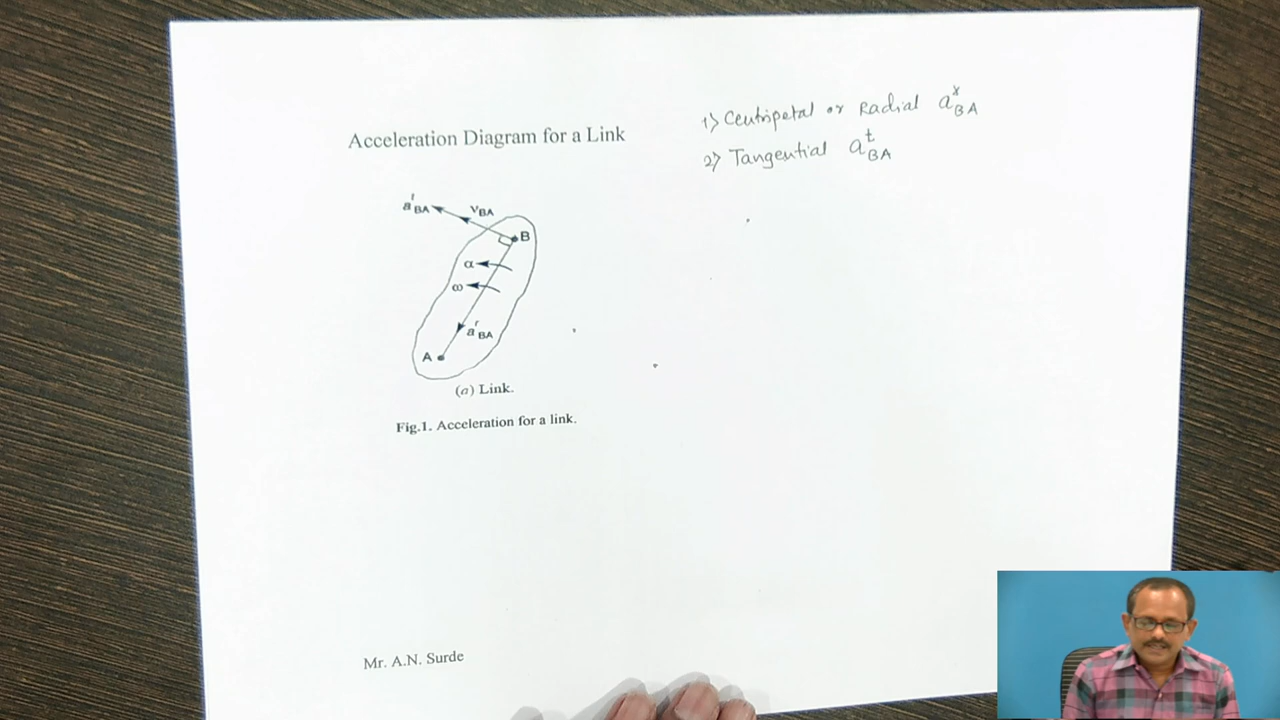 Acceleration Diagram for a Link
1) Centripetal or Radial a^r_BA
2) Tangential a^t_BA
a^t_BA
v_BA
B
α
ω
a^r_BA
A
(a) Link.
Fig.1. Acceleration for a link.
Mr. A.N. Surde